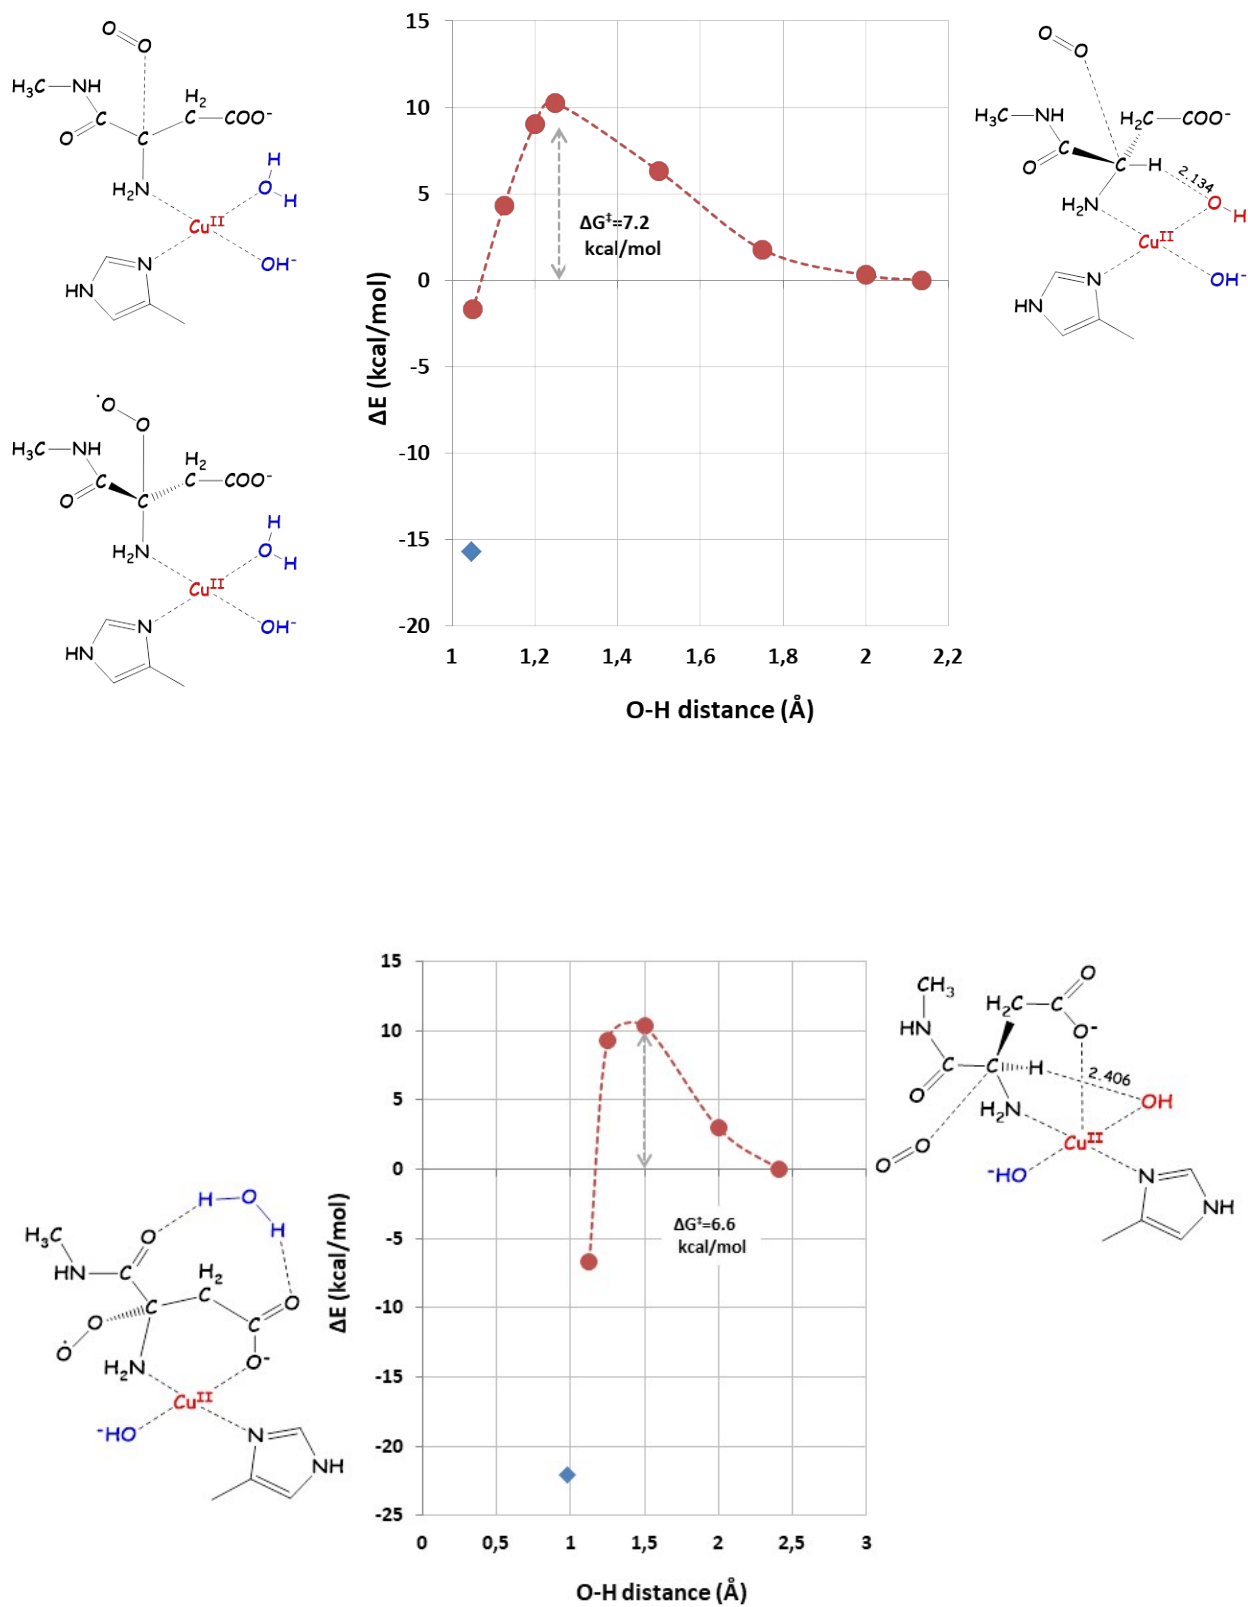 O
O
H₃C
NH
H₂
C
COO⁻
O
C
C
H
O
H
H₂N
Cuᴵᴵ
OH⁻
HN
N
O
O
NH
H₃C
H₂C
COO⁻
O
C
C
H
2.134
H₂N
O
H
Cuᴵᴵ
OH⁻
HN
N
15
10
5
0
-5
-10
-15
-20
ΔG‡=7.2
kcal/mol
ΔE (kcal/mol)
1
1,2
1,4
1,6
1,8
2
2,2
O-H distance (Å)
·O
O
H₃C
NH
H₂
C
COO⁻
O
C
C
H
O
H
H₂N
Cuᴵᴵ
OH⁻
HN
N
15
10
5
0
-5
-10
-15
-20
-25
ΔG‡=6.6
kcal/mol
ΔE (kcal/mol)
0
0,5
1
1,5
2
2,5
3
O-H distance (Å)
CH₃
H₂C
C
O
HN
O⁻
C
C
H
2.406
O
H₂N
OH
O
O
Cuᴵᴵ
⁻HO
N
NH
H
O
H
H₃C
O
HN
C
H₂
C
O
O
C
C
O·
H₂N
O⁻
Cuᴵᴵ
⁻HO
N
NH